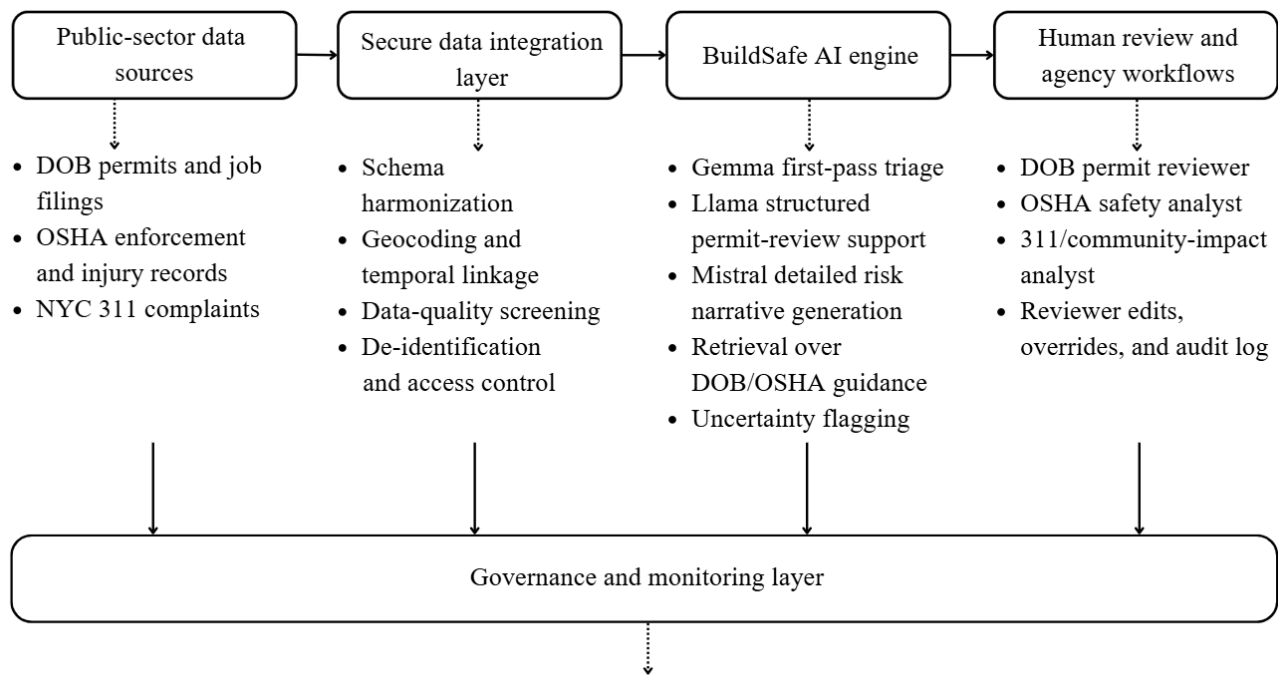 Public-sector data
sources
Secure data integration
layer
BuildSafe AI engine
Human review and
agency workflows
• DOB permits and job
filings
• OSHA enforcement
and injury records
• NYC 311 complaints
• Schema
harmonization
• Geocoding and
temporal linkage
• Data-quality screening
• De-identification
and access control
• Gemma first-pass triage
• Llama structured
permit-review support
• Mistral detailed risk
narrative generation
• Retrieval over
DOB/OSHA guidance
• Uncertainty flagging
• DOB permit reviewer
• OSHA safety analyst
• 311/community-impact
analyst
• Reviewer edits,
overrides, and audit log
Governance and monitoring layer